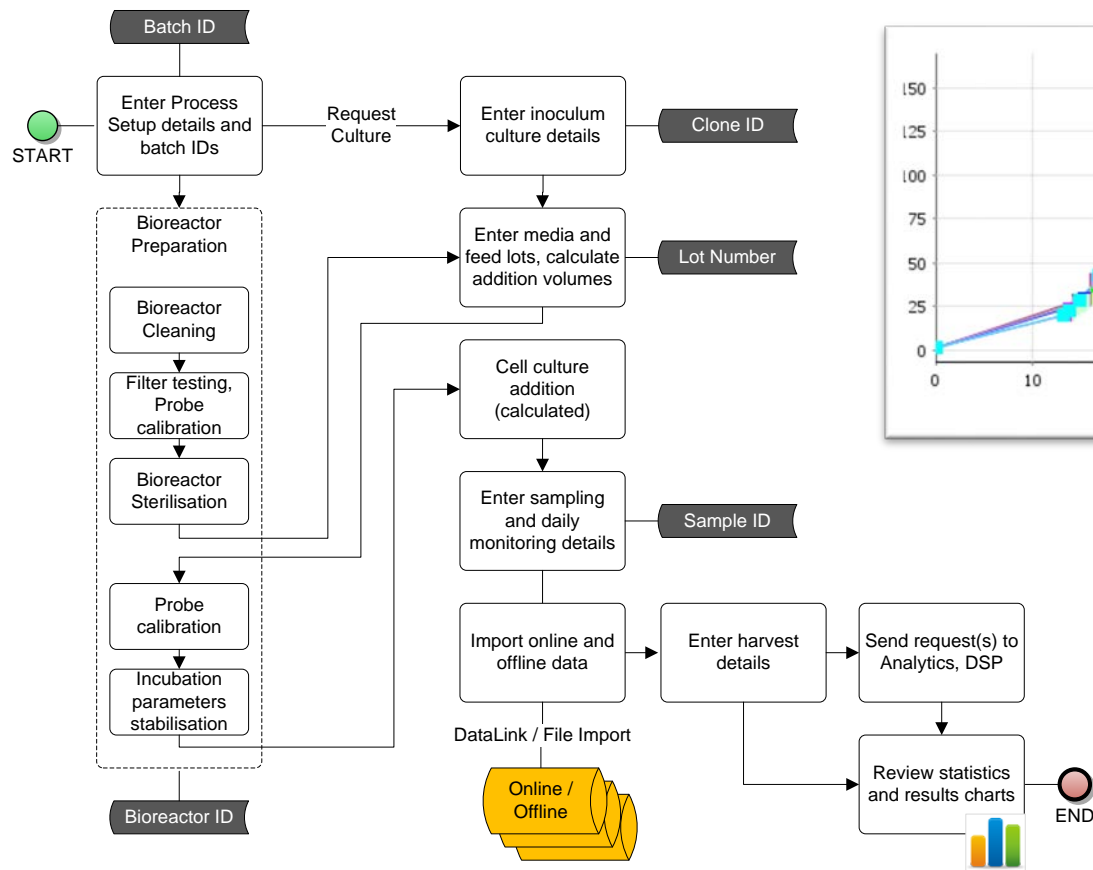 Batch ID
START
Enter Process
Setup details and
batch IDs
Request
Culture
Enter inoculum
culture details
Clone ID
Bioreactor
Preparation
Bioreactor
Cleaning
Filter testing,
Probe
calibration
Bioreactor
Sterilisation
Probe
calibration
Incubation
parameters
stabilisation
Bioreactor ID
Enter media and
feed lots, calculate
addition volumes
Lot Number
Cell culture
addition
(calculated)
Enter sampling
and daily
monitoring details
Sample ID
Import online and
offline data
DataLink / File Import
Online /
Offline
Enter harvest
details
Send request(s) to
Analytics, DSP
Review statistics
and results charts
END
150
125
100
75
50
25
0
0
10